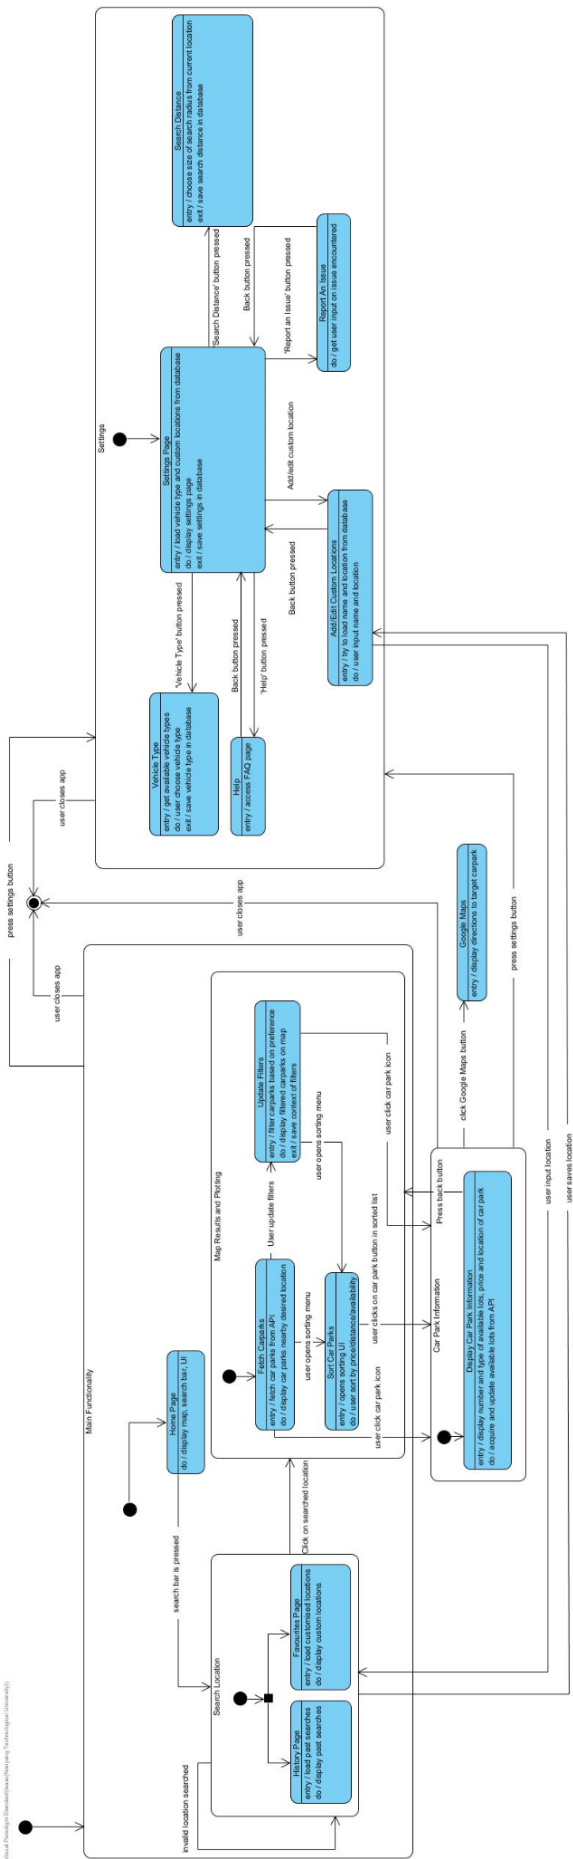 Visual Paradigm Standard(isaac(Nanyang Technological University))
Main Functionality
Home Page
do / display map, search bar, UI
search bar is pressed
invalid location searched
Search Location
History Page
entry / load past searches
do / display past searches
Favourites Page
entry / load customised locations
do / display custom locations
Click on searched location
Map Results and Plotting
Fetch Carparks
entry / fetch car parks from API
do / display car parks nearby desired location
User update filters
Update Filters
entry / filter carparks based on preference
do / display filtered carparks on map
exit / save context of filters
user opens sorting menu
user opens sorting menu
Sort Car Parks
entry / opens sorting UI
do / user sort by price/distance/availability
user click car park icon
user clicks on car park button in sorted list
user click car park icon
Car Park Information
Press back button
Display Car Park Information
entry / display number and type of available lots, price and location of car park
do / acquire and update available lots from API
click Google Maps button
Google Maps
entry / display directions to target carpark
press settings button
user input location
user saves location
user closes app
user closes app
user closes app
press settings button
Settings
Settings Page
entry / load vehicle type and custom locations from database
do / display settings page
exit / save settings in database
'Vehicle Type' button pressed
Vehicle Type
entry / get available vehicle types
do / user choose vehicle type
exit / save vehicle type in database
Back button pressed
'Help' button pressed
Help
entry / access FAQ page
Add/edit custom location
Back button pressed
Add/Edit Custom Locations
entry / try to load name and location from database
do / user input name and location
'Search Distance' button pressed
Search Distance
entry / choose size of search radius from current location
exit / save search distance in database
Back button pressed
'Report an Issue' button pressed
Report An Issue
do / get user input on issue encountered